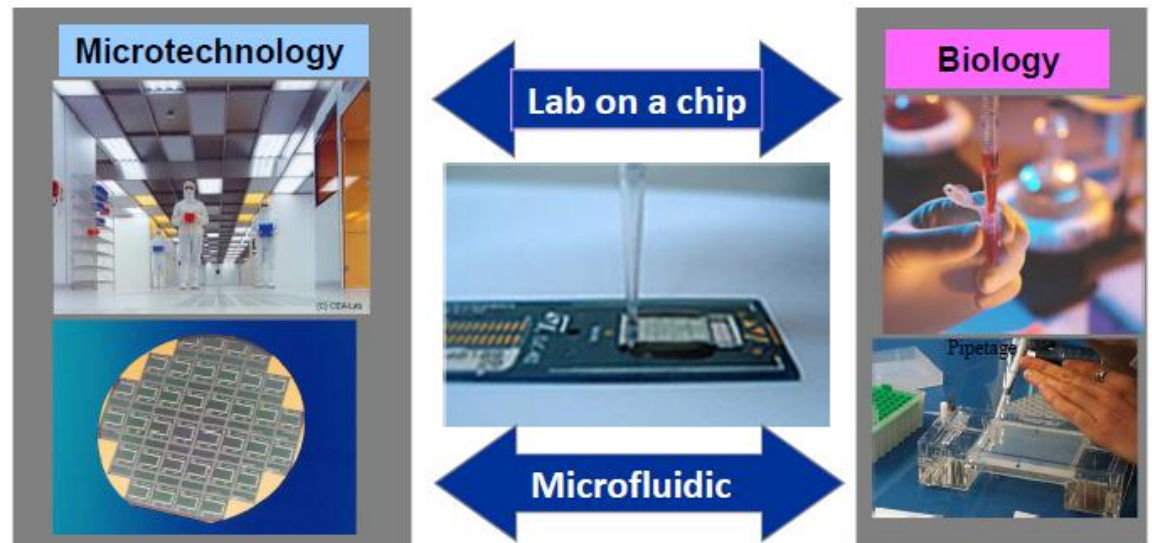 Microtechnology
Lab on a chip
Biology
(C) CEA-Leti
Pipetage
Microfluidic